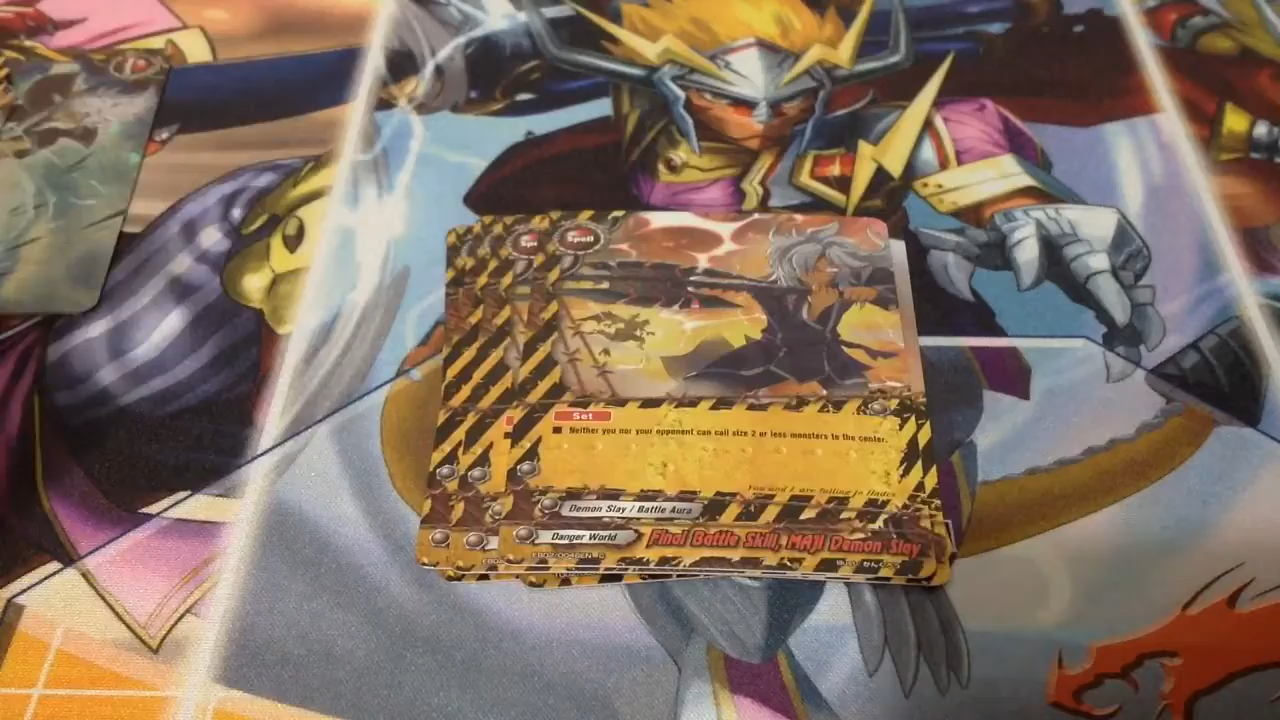 Spell
Set
Neither you nor your opponent can call size 2 or less monsters to the center.
You and I are falling to Hades
Demon Slay / Battle Aura
Danger World
Final Battle Skill, MAJI Demon Slay